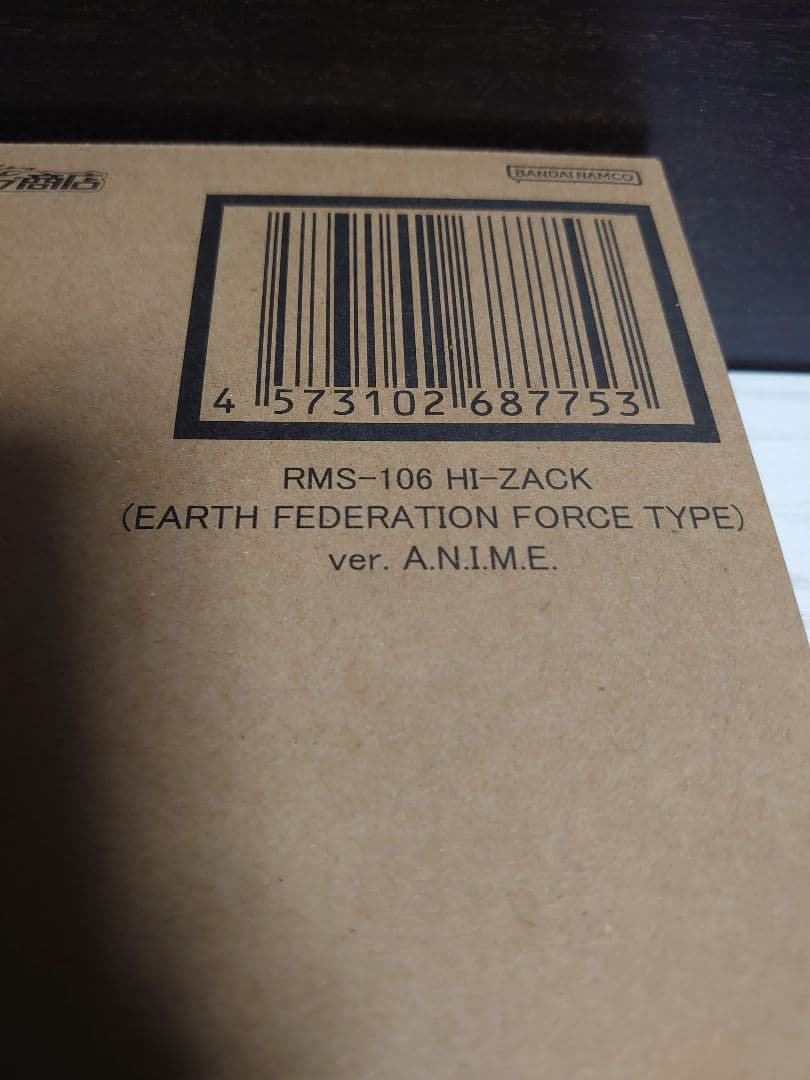 商店
BANDAI NAMCO
4 573102 687753
RMS-106 HI-ZACK
(EARTH FEDERATION FORCE TYPE)
ver. A.N.I.M.E.